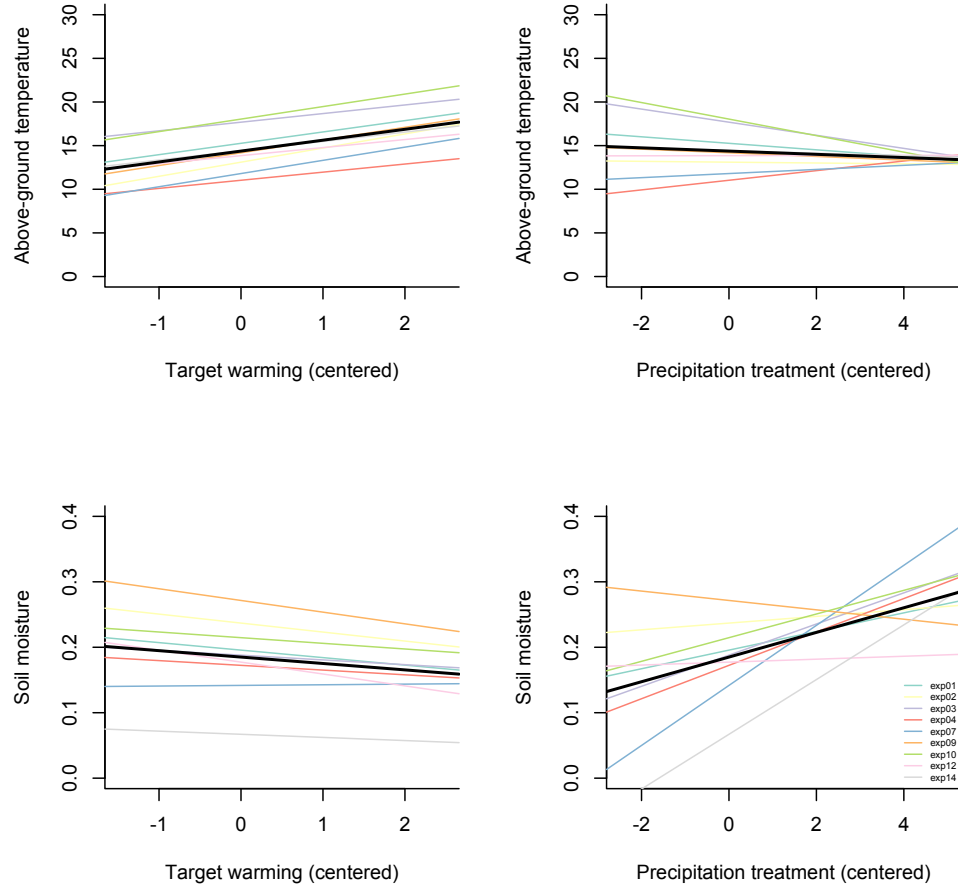 Above-ground temperature
30
25
20
15
10
5
0
-1 0 1 2
Target warming (centered)
Above-ground temperature
30
25
20
15
10
5
0
-2 0 2 4
Precipitation treatment (centered)
Soil moisture
0.4
0.3
0.2
0.1
0.0
-1 0 1 2
Target warming (centered)
Soil moisture
0.4
0.3
0.2
0.1
0.0
exp01
exp02
exp03
exp04
exp07
exp09
exp10
exp12
exp14
-2 0 2 4
Precipitation treatment (centered)